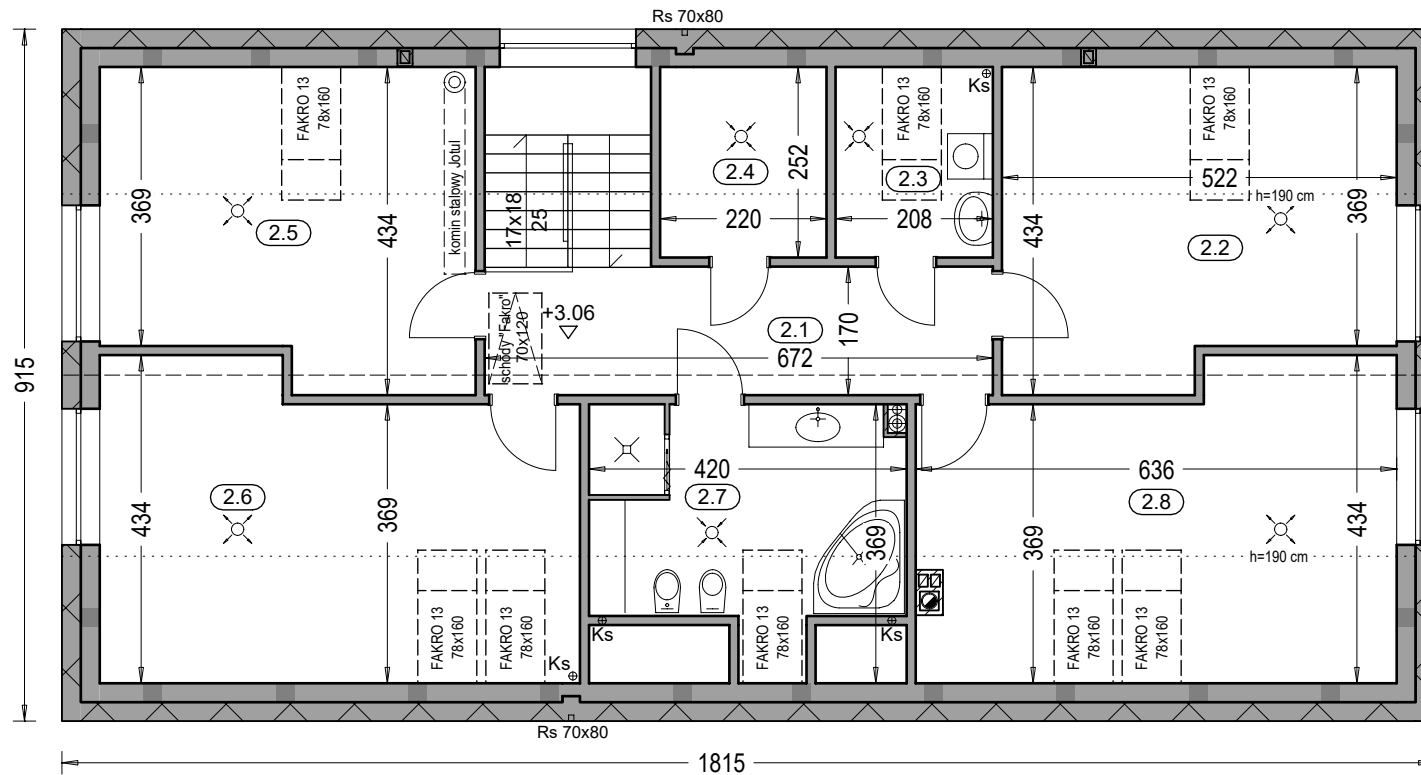 Rs 70x80
FAKRO 13
78x160
komin stalowy Jotul
369
434
2.5
17x18
25
2.4
252
220
FAKRO 13
78x160
Ks
2.3
208
FAKRO 13
78x160
522
h=190 cm
369
434
2.2
915
schody "Fakro"
70x120
+3.06
2.1
170
672
2.6
434
369
FAKRO 13
78x160
FAKRO 13
78x160
Ks
420
2.7
369
FAKRO 13
78x160
Ks
Ks
636
2.8
369
434
h=190 cm
FAKRO 13
78x160
FAKRO 13
78x160
Rs 70x80
1815